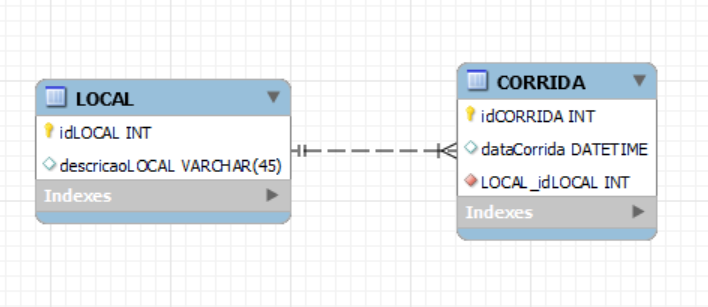 LOCAL
idLOCAL INT
descricaoLOCAL VARCHAR(45)
Indexes
CORRIDA
idCORRIDA INT
dataCorrida DATETIME
LOCAL_idLOCAL INT
Indexes